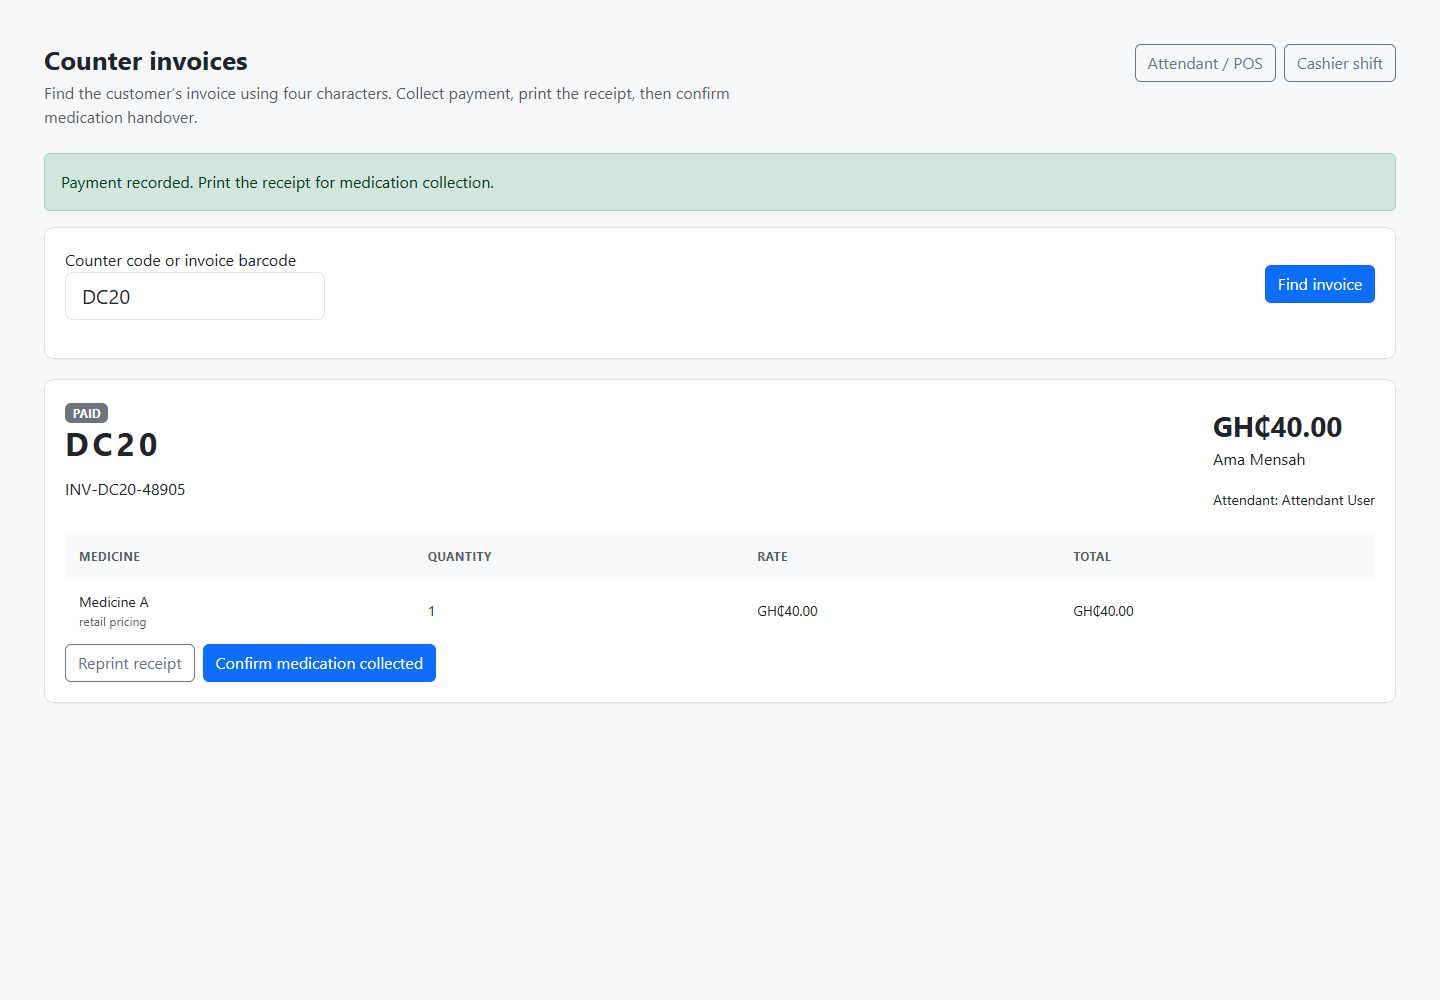 Counter invoices
Attendant / POS
Cashier shift
Find the customer's invoice using four characters. Collect payment, print the receipt, then confirm
medication handover.
Payment recorded. Print the receipt for medication collection.
Counter code or invoice barcode
DC20
Find invoice
PAID
DC20
INV-DC20-48905
GH₵40.00
Ama Mensah
Attendant: Attendant User
MEDICINE QUANTITY RATE TOTAL
Medicine A 1 GH₵40.00 GH₵40.00
retail pricing
Reprint receipt
Confirm medication collected